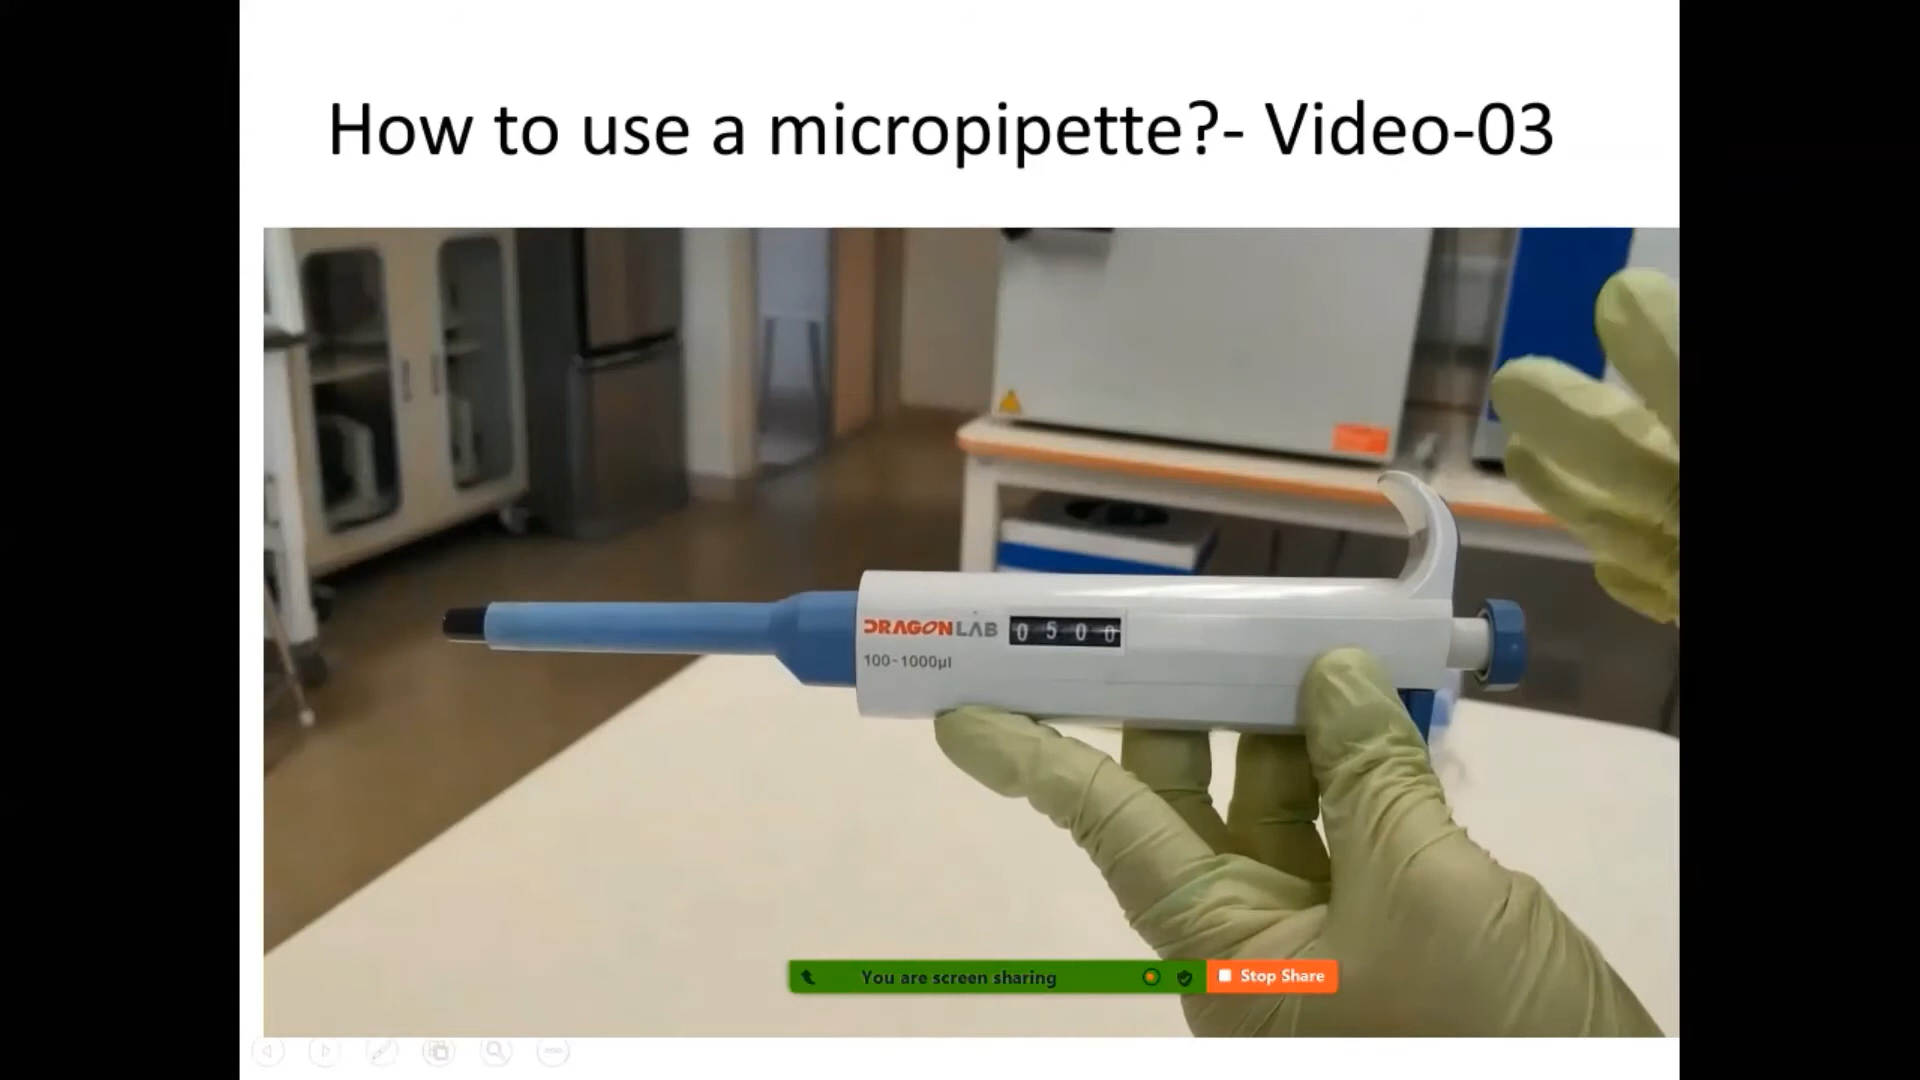 How to use a micropipette?- Video-03
DRAGONLAB
0500
100-1000µl
You are screen sharing
Stop Share